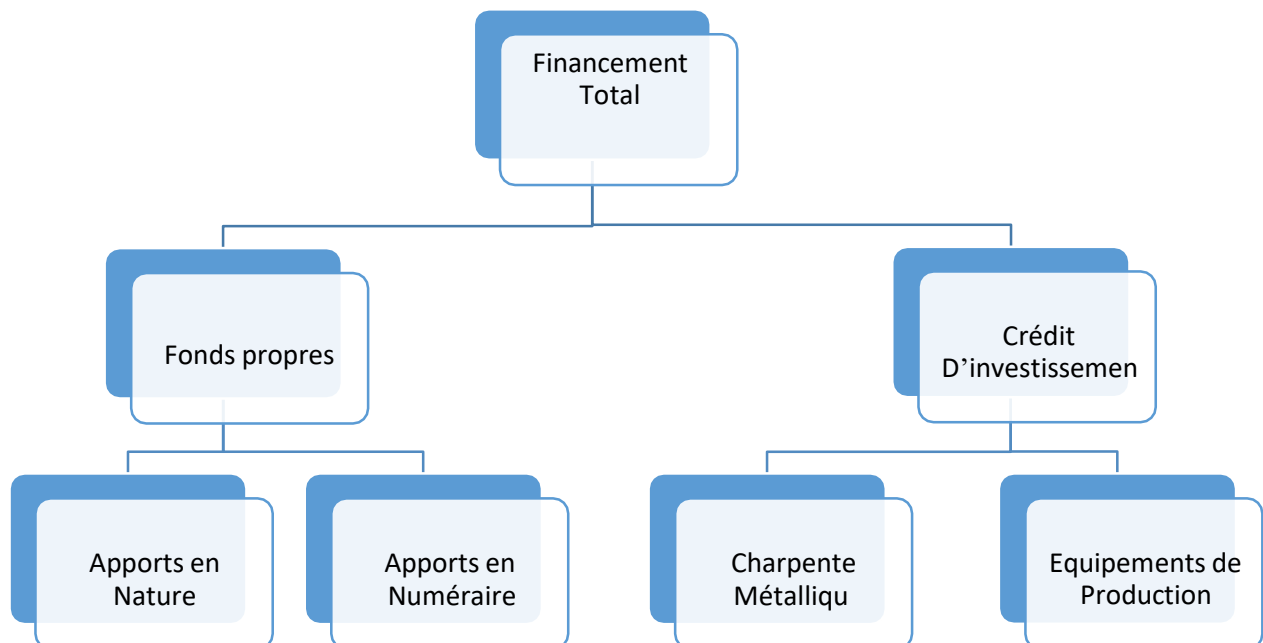 Financement
Total
Fonds propres
Crédit
D’investissemen
Apports en
Nature
Apports en
Numéraire
Charpente
Métalliqu
Equipements de
Production